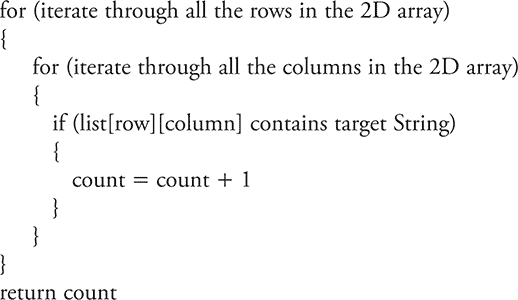 for (iterate through all the rows in the 2D array)
{
for (iterate through all the columns in the 2D array)
{
if (list[row][column] contains target String)
{
count = count + 1
}
}
}
return count